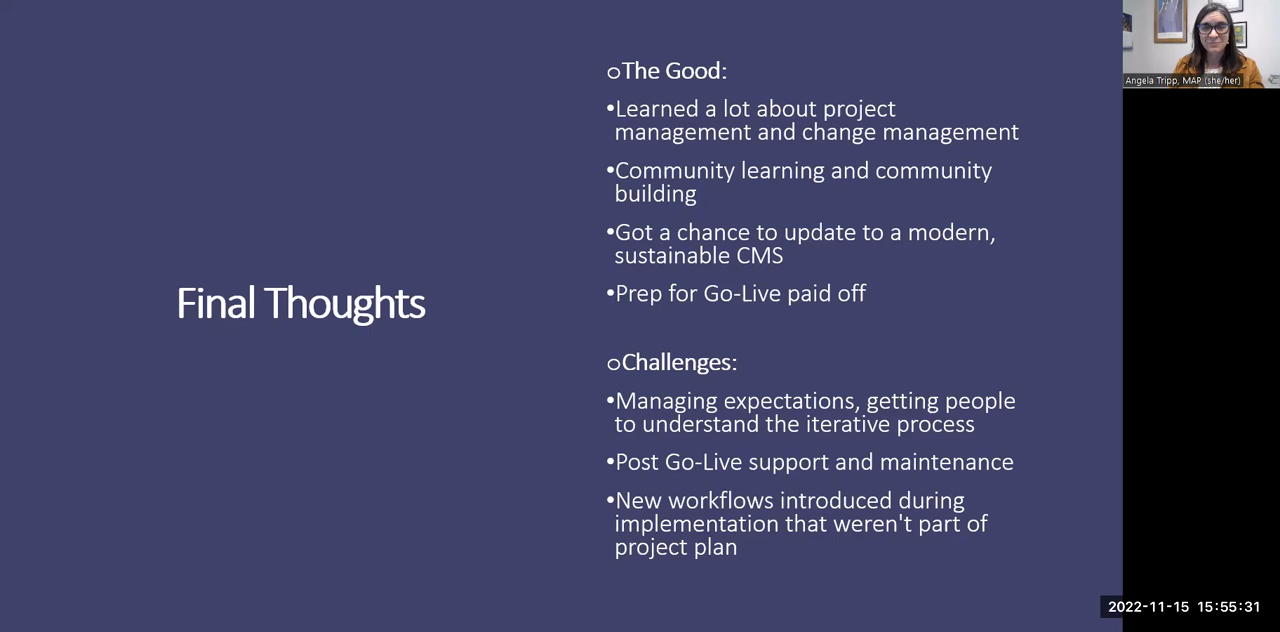 Final Thoughts
oThe Good:
•Learned a lot about project
management and change management
•Community learning and community
building
•Got a chance to update to a modern,
sustainable CMS
•Prep for Go-Live paid off
oChallenges:
•Managing expectations, getting people
to understand the iterative process
•Post Go-Live support and maintenance
•New workflows introduced during
implementation that weren't part of
project plan
Angela Tripp, MAP (she/her)
2022-11-15 15:55:31